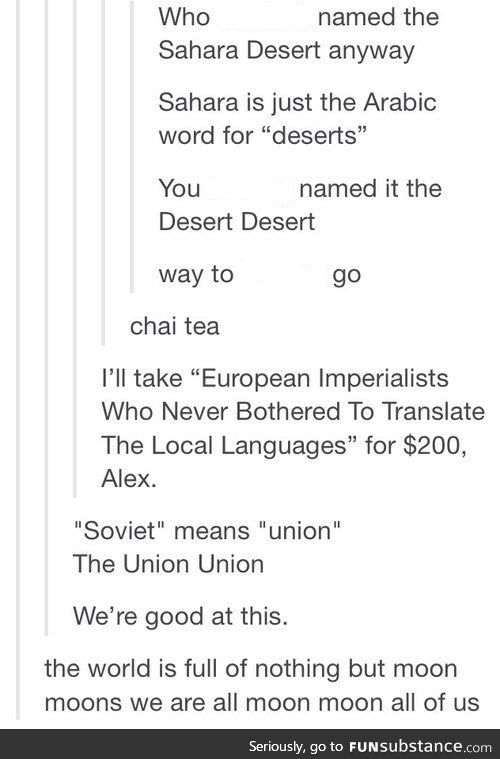 Who named the
Sahara Desert anyway
Sahara is just the Arabic
word for “deserts”
You named it the
Desert Desert
way to go
chai tea
I’ll take “European Imperialists
Who Never Bothered To Translate
The Local Languages” for $200,
Alex.
"Soviet" means "union"
The Union Union
We’re good at this.
the world is full of nothing but moon
moons we are all moon moon all of us
Seriously, go to FUNsubstance.com